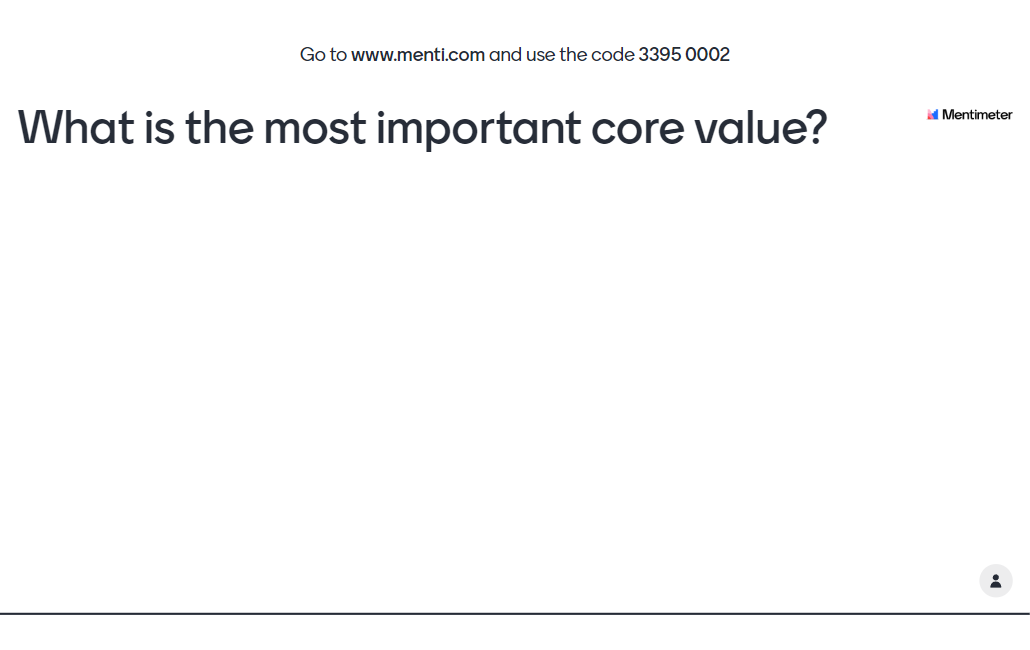 Go to www.menti.com and use the code 3395 0002
What is the most important core value?
Mentimeter